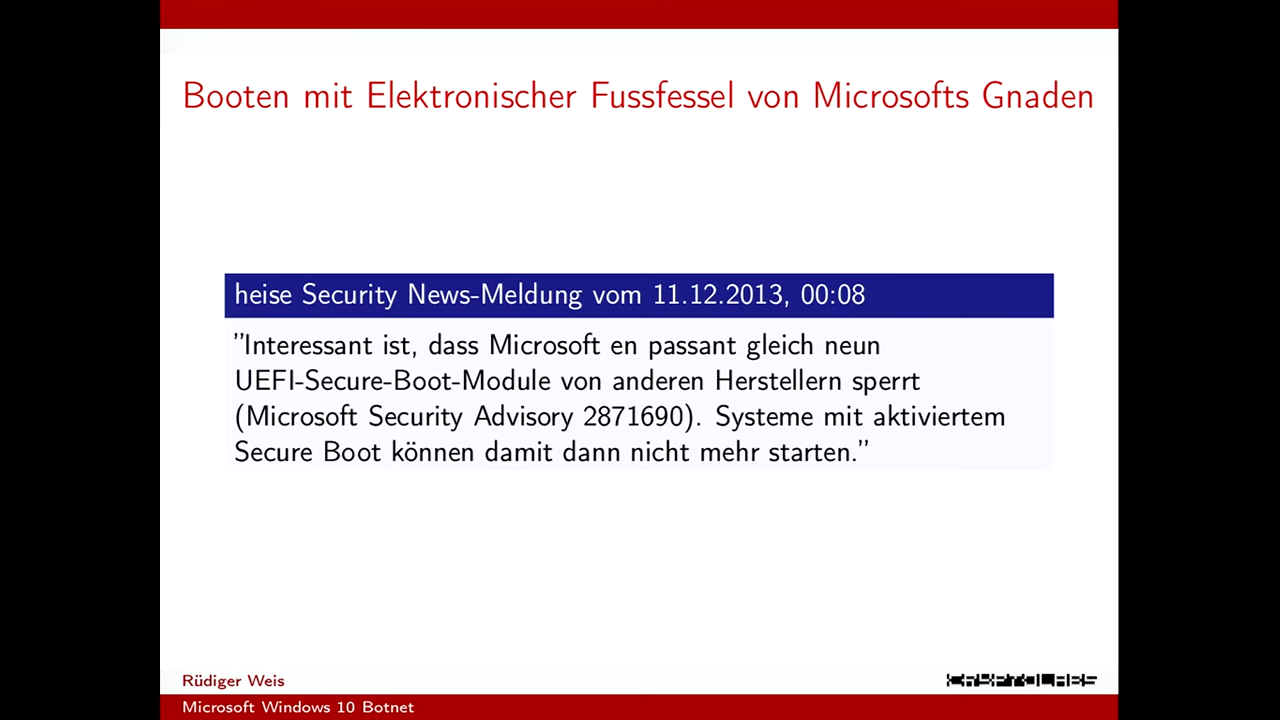 Booten mit Elektronischer Fussfessel von Microsofts Gnaden
heise Security News-Meldung vom 11.12.2013, 00:08
”Interessant ist, dass Microsoft en passant gleich neun
UEFI-Secure-Boot-Module von anderen Herstellern sperrt
(Microsoft Security Advisory 2871690). Systeme mit aktiviertem
Secure Boot können damit dann nicht mehr starten.”
Rüdiger Weis
Microsoft Windows 10 Botnet